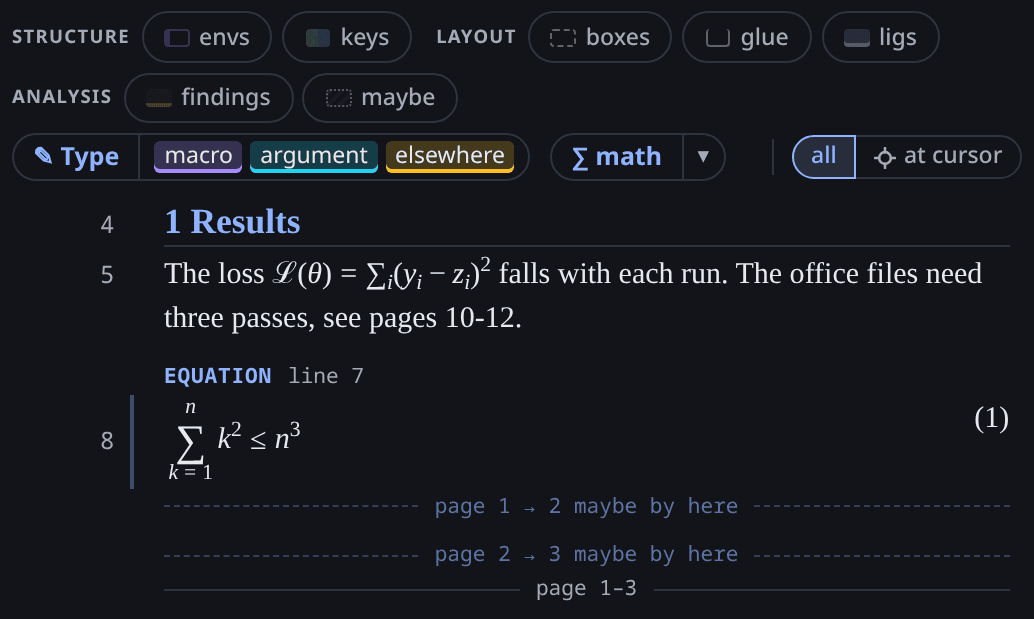 STRUCTURE envs keys LAYOUT boxes glue ligs
ANALYSIS findings maybe
✎ Type macro argument elsewhere ∑ math ▼ all at cursor
4 1 Results
5 The loss ℒ(θ) = ∑ᵢ(yᵢ − zᵢ)² falls with each run. The office files need
three passes, see pages 10-12.
EQUATION line 7
n
8 ∑ k² ≤ n³ (1)
k = 1
page 1 → 2 maybe by here
page 2 → 3 maybe by here
page 1–3